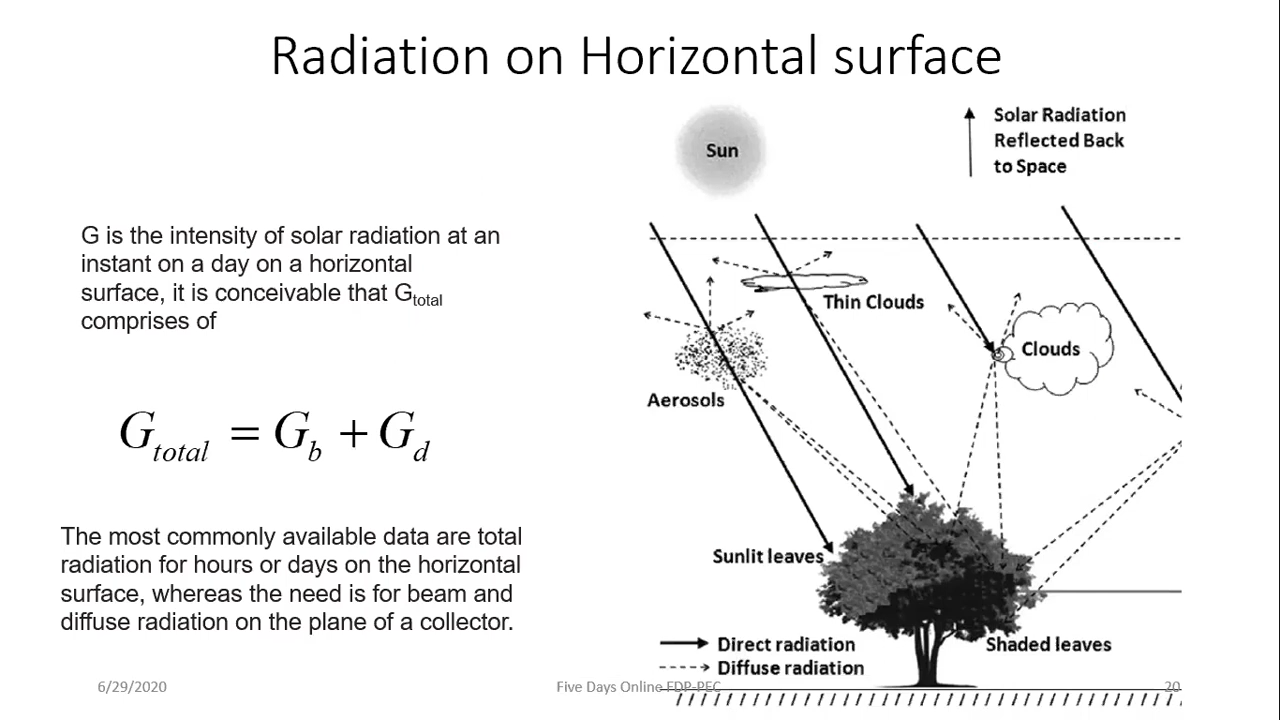 Radiation on Horizontal surface
G is the intensity of solar radiation at an
instant on a day on a horizontal
surface, it is conceivable that Gtotal
comprises of
Gtotal = Gb + Gd
The most commonly available data are total
radiation for hours or days on the horizontal
surface, whereas the need is for beam and
diffuse radiation on the plane of a collector.
Sun
Solar Radiation
Reflected Back
to Space
Thin Clouds
Clouds
Aerosols
Sunlit leaves
Shaded leaves
Direct radiation
Diffuse radiation
6/29/2020
Five Days Online FDP-PEC
20